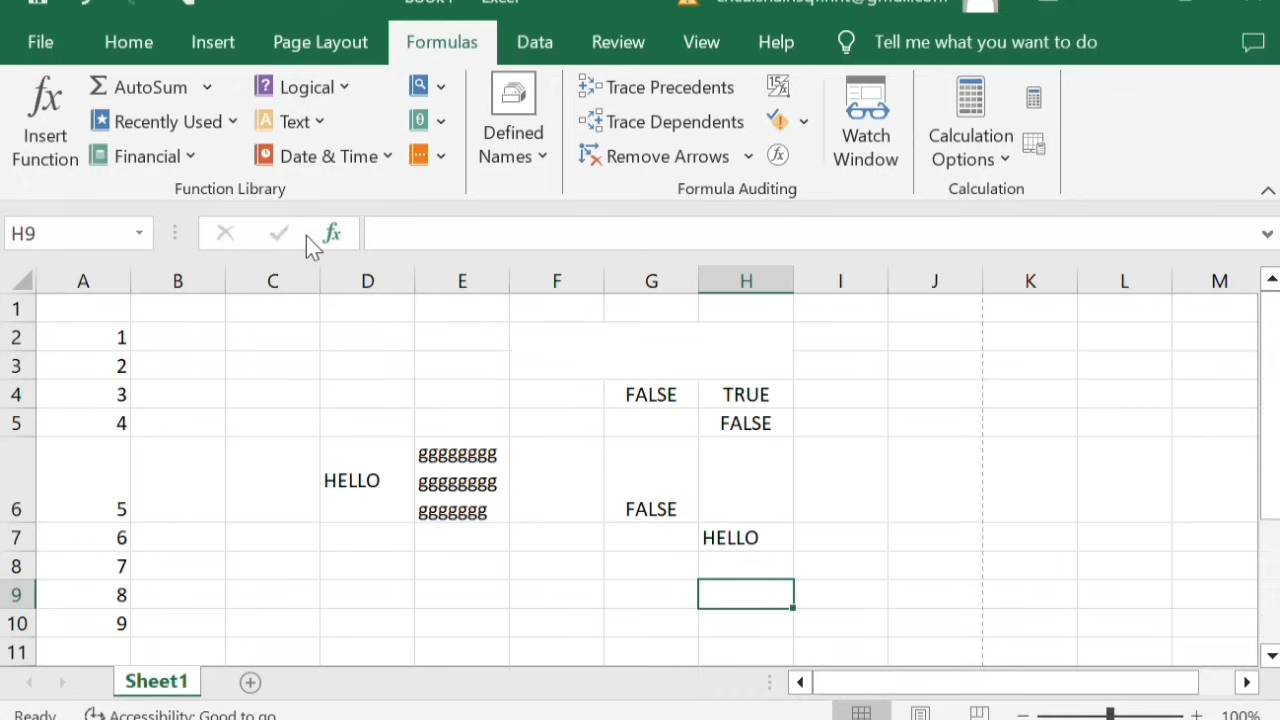 File Home Insert Page Layout Formulas Data Review View Help Tell me what you want to do
fx Insert Function
Σ AutoSum
Recently Used
Financial
Logical
Text
Date & Time
θ
Function Library
Defined Names
Trace Precedents
Trace Dependents
Remove Arrows
fx
Formula Auditing
Watch Window
Calculation Options
Calculation
H9 fx
A B C D E F G H I J K L M
1
2 1
3 2
4 3 FALSE TRUE
5 4 FALSE
gggggggg
HELLO gggggggg
6 5 ggggggg FALSE
7 6 HELLO
8 7
9 8
10 9
11
Sheet1
Ready Accessibility: Good to go 100%